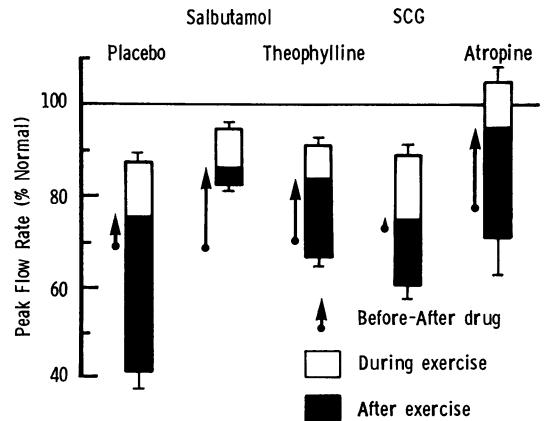 Salbutamol SCG
Placebo Theophylline Atropine
Peak Flow Rate (% Normal)
100
80
60
40
Before-After drug
During exercise
After exercise